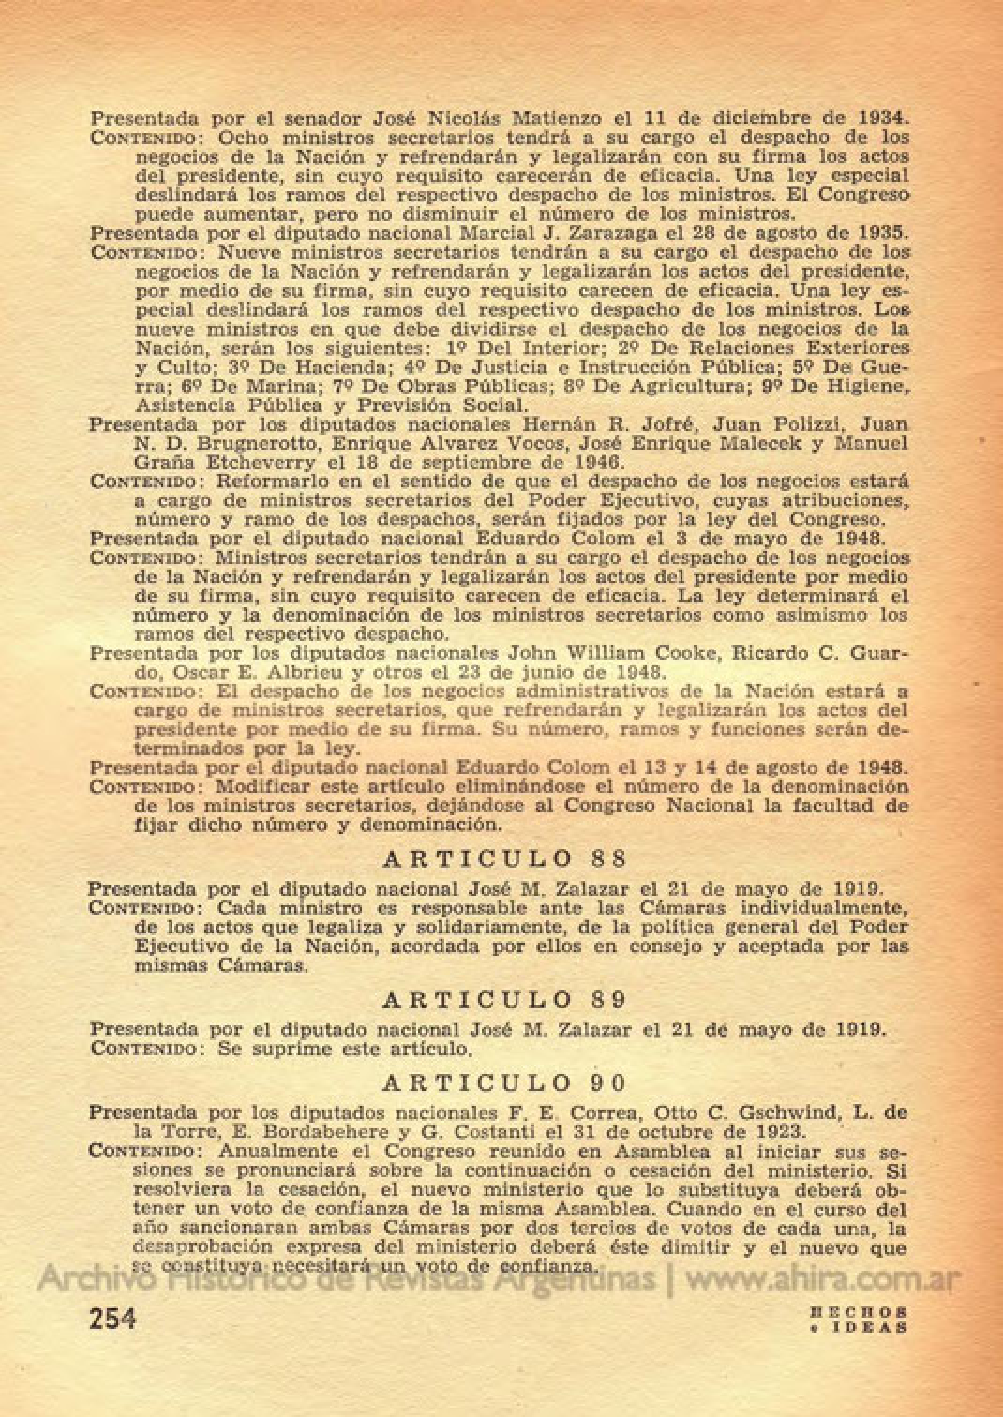 Presentada por el senador José Nicolás Matienzo el 11 de diciembre de 1934.
CONTENIDO: Ocho ministros secretarios tendrá a su cargo el despacho de los
negocios de la Nación y refrendarán y legalizarán con su firma los actos
del presidente, sin cuyo requisito carecerán de eficacia. Una ley especial
deslindará los ramos del respectivo despacho de los ministros. El Congreso
puede aumentar, pero no disminuir el número de los ministros.
Presentada por el diputado nacional Marcial J. Zarazaga el 28 de agosto de 1935.
CONTENIDO: Nueve ministros secretarios tendrán a su cargo el despacho de los
negocios de la Nación y refrendarán y legalizarán los actos del presidente,
por medio de su firma, sin cuyo requisito carecen de eficacia. Una ley es-
pecial deslindará los ramos del respectivo despacho de los ministros. Los
nueve ministros en que debe dividirse el despacho de los negocios de la
Nación, serán los siguientes: 1º Del Interior; 2º De Relaciones Exteriores
y Culto; 3º De Hacienda; 4º De Justicia e Instrucción Pública; 5º De Gue-
rra; 6º De Marina; 7º De Obras Públicas; 8º De Agricultura; 9º De Higiene,
Asistencia Pública y Previsión Social.
Presentada por los diputados nacionales Hernán R. Jofré, Juan Polizzi, Juan
N. D. Brugnerotto, Enrique Alvarez Vocos, José Enrique Malecek y Manuel
Graña Etcheverry el 18 de septiembre de 1946.
CONTENIDO: Reformarlo en el sentido de que el despacho de los negocios estará
a cargo de ministros secretarios del Poder Ejecutivo, cuyas atribuciones,
número y ramo de los despachos, serán fijados por la ley del Congreso.
Presentada por el diputado nacional Eduardo Colom el 3 de mayo de 1948.
CONTENIDO: Ministros secretarios tendrán a su cargo el despacho de los negocios
de la Nación y refrendarán y legalizarán los actos del presidente por medio
de su firma, sin cuyo requisito carecen de eficacia. La ley determinará el
número y la denominación de los ministros secretarios como asimismo los
ramos del respectivo despacho.
Presentada por los diputados nacionales John William Cooke, Ricardo C. Guar-
do, Oscar E. Albrieu y otros el 23 de junio de 1948.
CONTENIDO: El despacho de los negocios administrativos de la Nación estará a
cargo de ministros secretarios, que refrendarán y legalizarán los actos del
presidente por medio de su firma. Su número, ramos y funciones serán de-
terminados por la ley.
Presentada por el diputado nacional Eduardo Colom el 13 y 14 de agosto de 1948.
CONTENIDO: Modificar este artículo eliminándose el número de la denominación
de los ministros secretarios, dejándose al Congreso Nacional la facultad de
fijar dicho número y denominación.
ARTICULO 88
Presentada por el diputado nacional José M. Zalazar el 21 de mayo de 1919.
CONTENIDO: Cada ministro es responsable ante las Cámaras individualmente,
de los actos que legaliza y solidariamente, de la política general del Poder
Ejecutivo de la Nación, acordada por ellos en consejo y aceptada por las
mismas Cámaras.
ARTICULO 89
Presentada por el diputado nacional José M. Zalazar el 21 de mayo de 1919.
CONTENIDO: Se suprime este artículo.
ARTICULO 90
Presentada por los diputados nacionales F. E. Correa, Otto C. Gschwind, L. de
la Torre, E. Bordabehere y G. Costanti el 31 de octubre de 1923.
CONTENIDO: Anualmente el Congreso reunido en Asamblea al iniciar sus se-
siones se pronunciará sobre la continuación o cesación del ministerio. Si
resolviera la cesación, el nuevo ministerio que lo substituya deberá ob-
tener un voto de confianza de la misma Asamblea. Cuando en el curso del
año sancionaran ambas Cámaras por dos tercios de votos de cada una, la
desaprobación expresa del ministerio deberá éste dimitir y el nuevo que
se constituya necesitará un voto de confianza.
Archivo Histórico de Revistas Argentinas | www.ahira.com.ar
254
HECHOS
e IDEAS